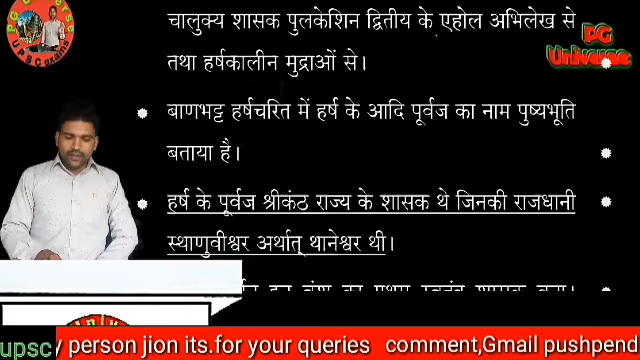 चालुक्य शासक पुलकेशिन द्वितीय के एहोल अभिलेख से
तथा हर्षकालीन मुद्राओं से।
PG
Universe
UPSC
बाणभट्ट हर्षचरित में हर्ष के आदि पूर्वज का नाम पुष्यभूति
बताया है।
हर्ष के पूर्वज श्रीकंठ राज्य के शासक थे जिनकी राजधानी
स्थाणुवीश्वर अर्थात् थानेश्वर थी।
upsc
y person jion its.for your queries comment,Gmail pushpend